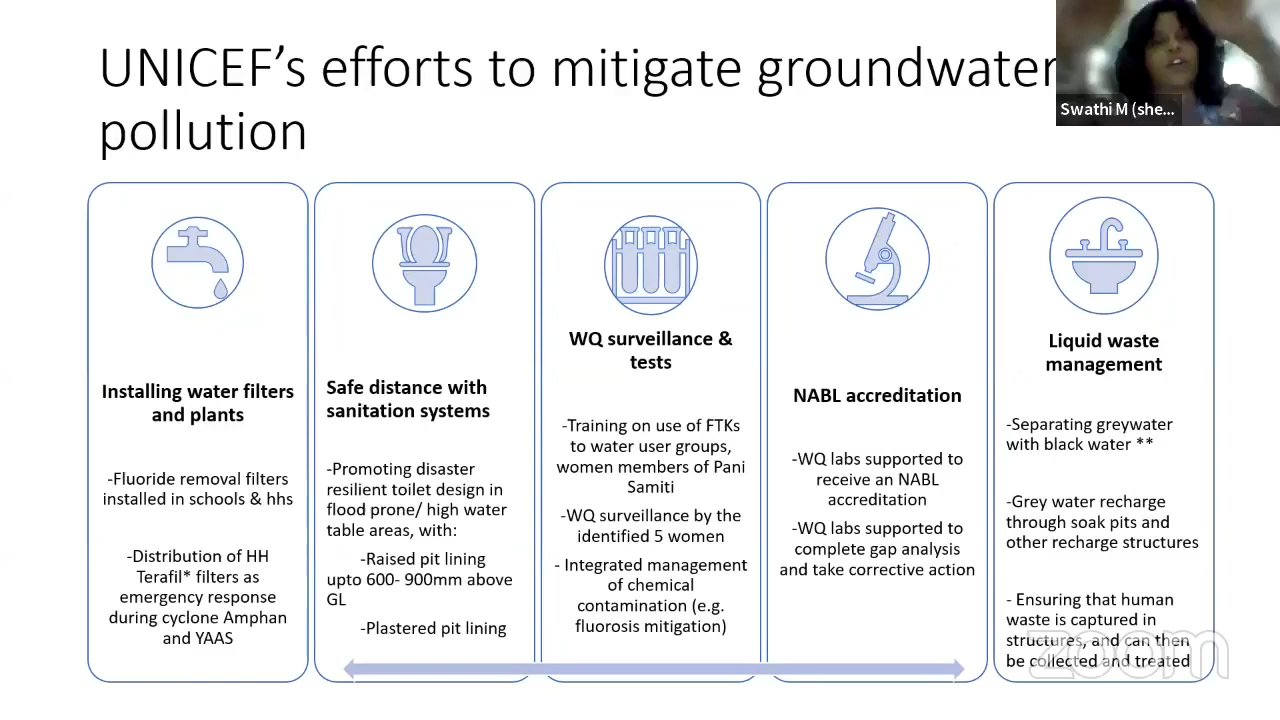 UNICEF's efforts to mitigate groundwater
pollution
Swathi M (she...
Installing water filters
and plants
-Fluoride removal filters
installed in schools & hhs
-Distribution of HH
Terafil* filters as
emergency response
during cyclone Amphan
and YAAS
Safe distance with
sanitation systems
-Promoting disaster
resilient toilet design in
flood prone/ high water
table areas, with:
-Raised pit lining
upto 600- 900mm above
GL
-Plastered pit lining
WQ surveillance &
tests
-Training on use of FTKs
to water user groups,
women members of Pani
Samiti
-WQ surveillance by the
identified 5 women
- Integrated management
of chemical
contamination (e.g.
fluorosis mitigation)
NABL accreditation
-WQ labs supported to
receive an NABL
accreditation
-WQ labs supported to
complete gap analysis
and take corrective action
Liquid waste
management
-Separating greywater
with black water **
-Grey water recharge
through soak pits and
other recharge structures
- Ensuring that human
waste is captured in
structures, and can then
be collected and treated
zoom